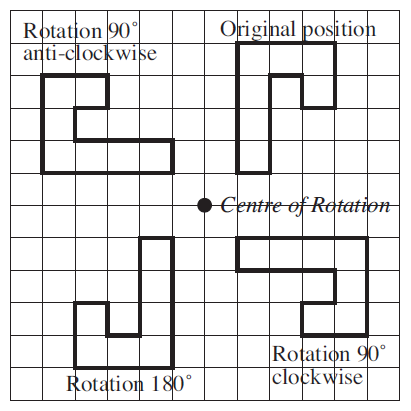 Rotation 90°
anti-clockwise
Original position
Centre of Rotation
Rotation 90°
clockwise
Rotation 180°